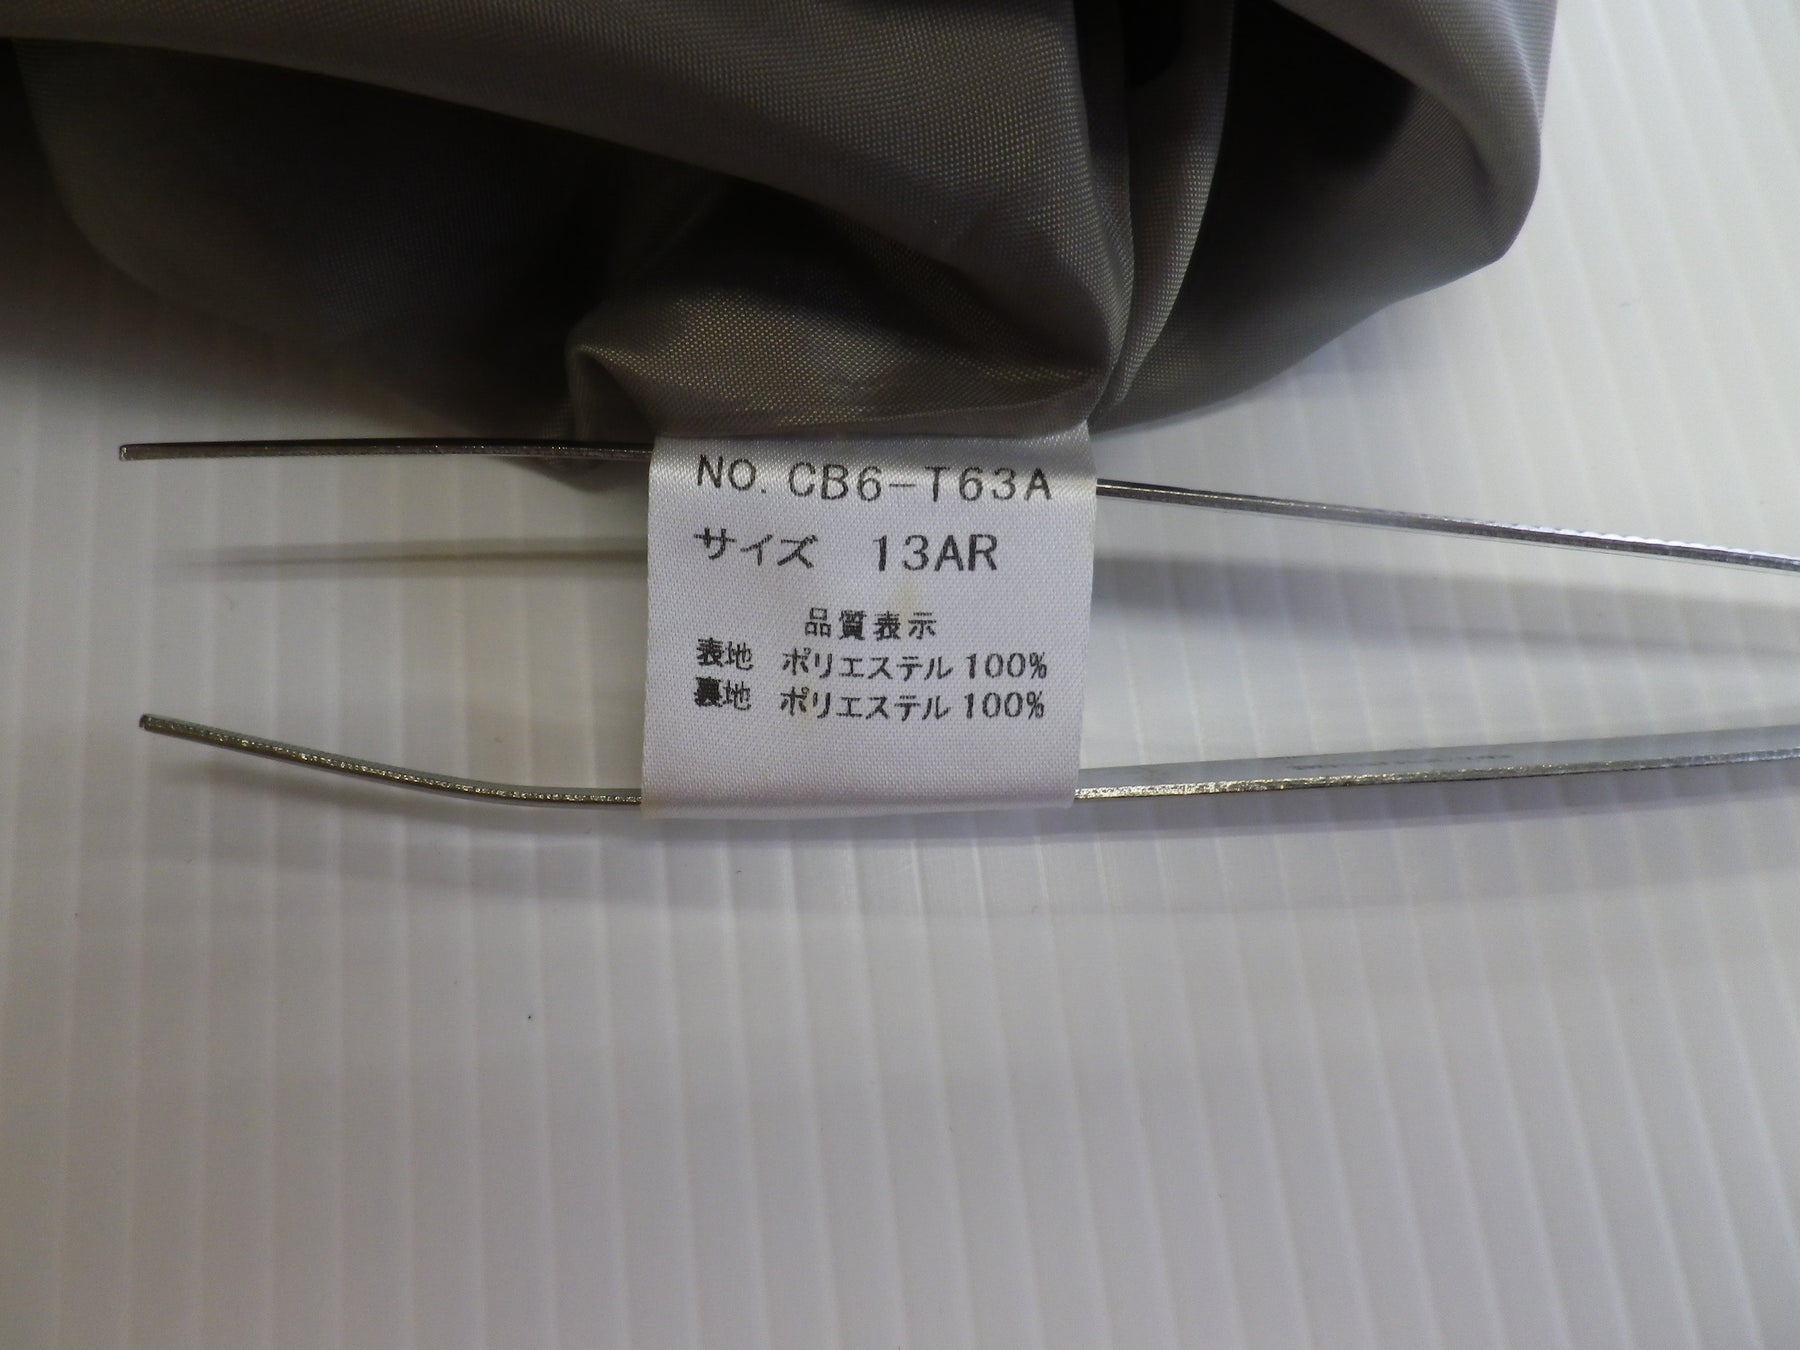 NO. CB6-T63A
サイズ 13AR
品質表示
表地 ポリエステル 100%
裏地 ポリエステル 100%